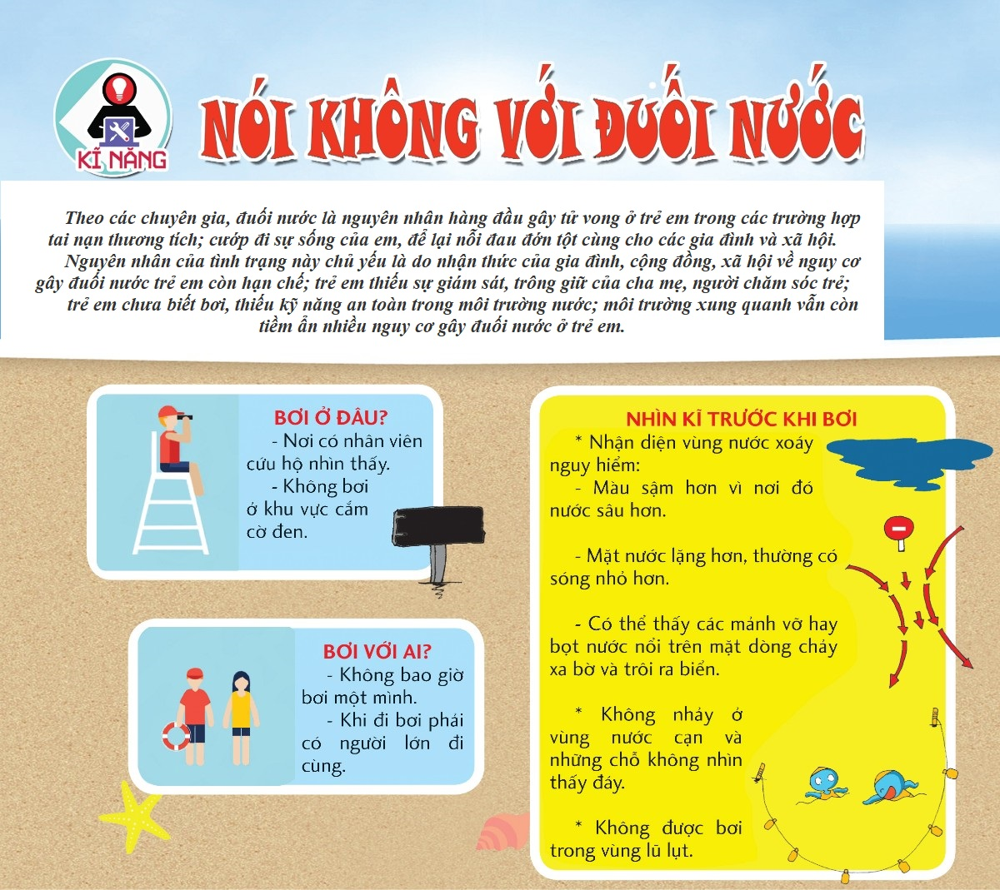 KĨ NĂNG
NÓI KHÔNG VỚI ĐUỐI NƯỚC
Theo các chuyên gia, đuối nước là nguyên nhân hàng đầu gây tử vong ở trẻ em trong các trường hợp
tai nạn thương tích; cướp đi sự sống của em, để lại nỗi đau đớn tột cùng cho các gia đình và xã hội.
Nguyên nhân của tình trạng này chủ yếu là do nhận thức của gia đình, cộng đồng, xã hội về nguy cơ
gây đuối nước trẻ em còn hạn chế; trẻ em thiếu sự giám sát, trông giữ của cha mẹ, người chăm sóc trẻ;
trẻ em chưa biết bơi, thiếu kỹ năng an toàn trong môi trường nước; môi trường xung quanh vẫn còn
tiềm ẩn nhiều nguy cơ gây đuối nước ở trẻ em.
BƠI Ở ĐÂU?
- Nơi có nhân viên
cứu hộ nhìn thấy.
- Không bơi
ở khu vực cắm
cờ đen.
BƠI VỚI AI?
- Không bao giờ
bơi một mình.
- Khi đi bơi phải
có người lớn đi
cùng.
NHÌN KĨ TRƯỚC KHI BƠI
* Nhận diện vùng nước xoáy
nguy hiểm:
- Màu sậm hơn vì nơi đó
nước sâu hơn.
- Mặt nước lặng hơn, thường có
sóng nhỏ hơn.
- Có thể thấy các mảnh vỡ hay
bọt nước nổi trên mặt dòng chảy
xa bờ và trôi ra biển.
* Không nhảy ở
vùng nước cạn và
những chỗ không nhìn
thấy đáy.
* Không được bơi
trong vùng lũ lụt.